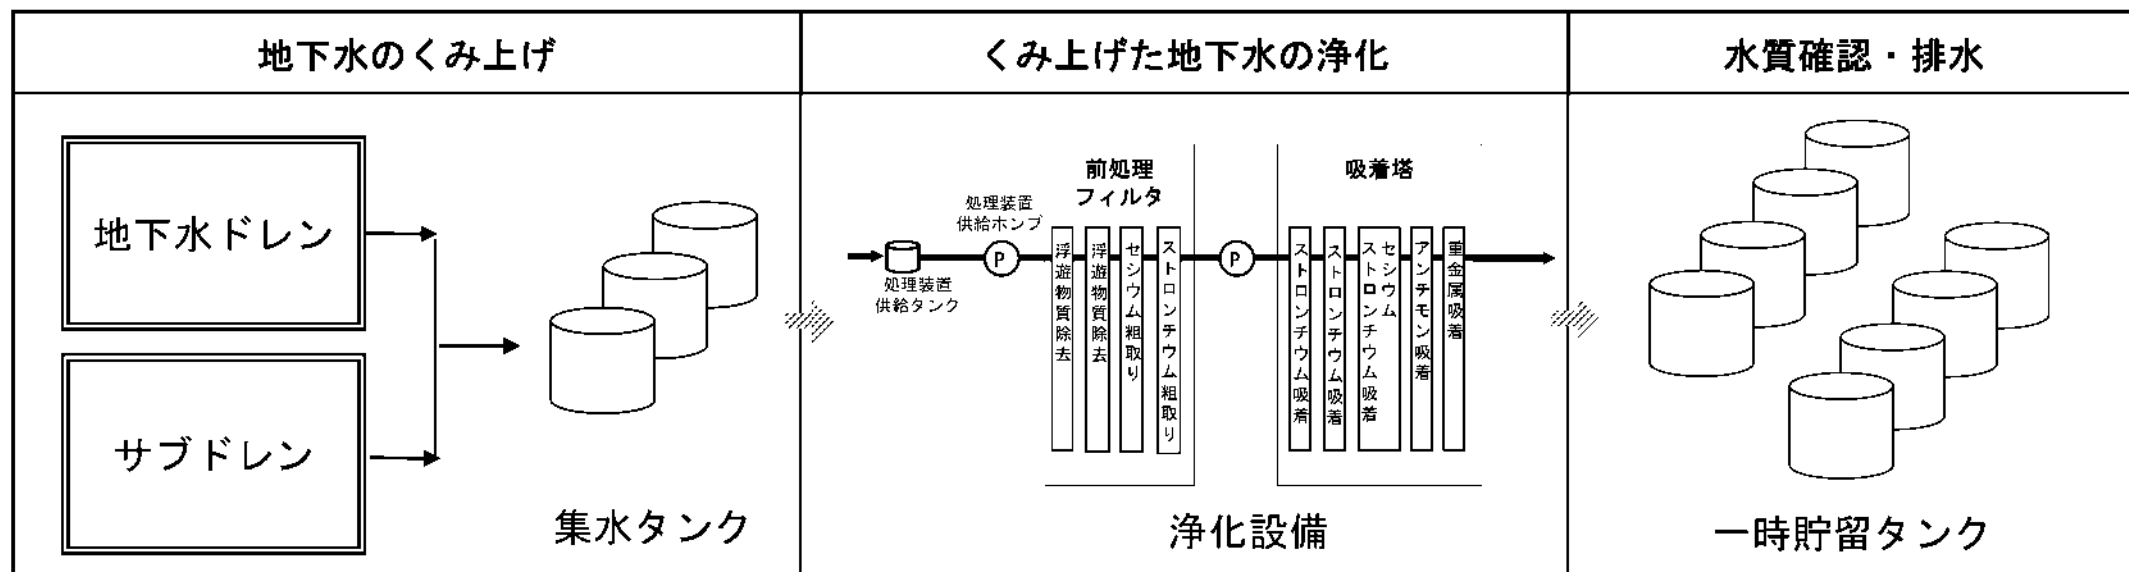 地下水のくみ上げ
くみ上げた地下水の浄化
水質確認・排水
地下水ドレン
サブドレン
集水タンク
処理装置
供給タンク
処理装置
供給ポンプ
P
前処理
フィルタ
浮遊物質除去
浮遊物質除去
セシウム粗取り
ストロンチウム粗取り
P
吸着塔
ストロンチウム吸着
ストロンチウム吸着
セシウム
ストロンチウム吸着
アンチモン吸着
重金属吸着
浄化設備
一時貯留タンク